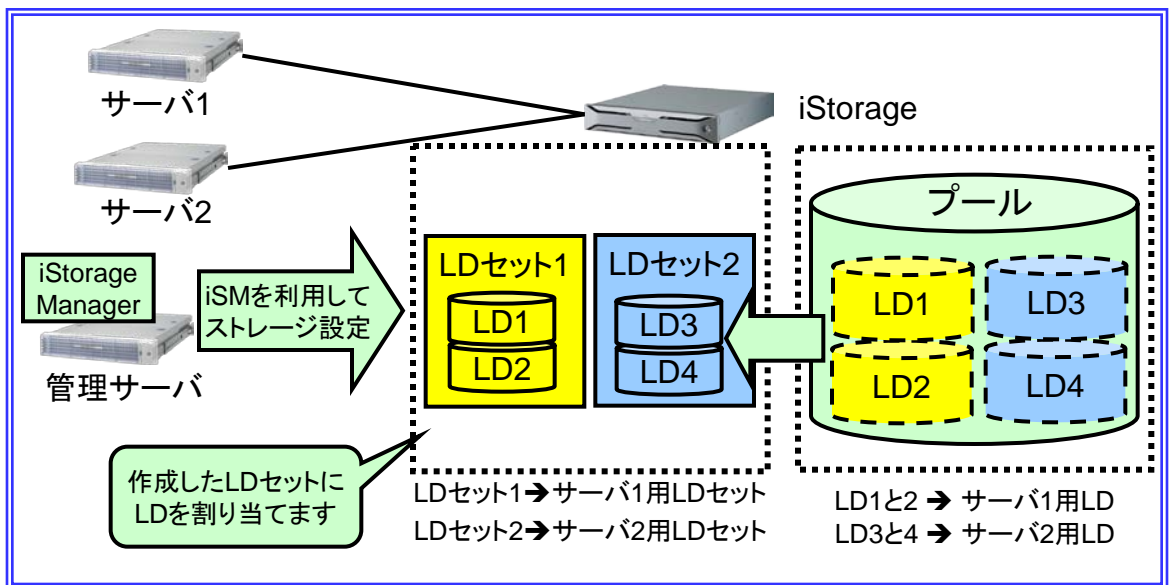 サーバ1
サーバ2
iStorage
Manager
管理サーバ
iSMを利用して
ストレージ設定
作成したLDセットに
LDを割り当てます
iStorage
LDセット1
LD1
LD2
LDセット2
LD3
LD4
LDセット1➔サーバ1用LDセット
LDセット2➔サーバ2用LDセット
プール
LD1
LD3
LD2
LD4
LD1と2 ➔ サーバ1用LD
LD3と4 ➔ サーバ2用LD